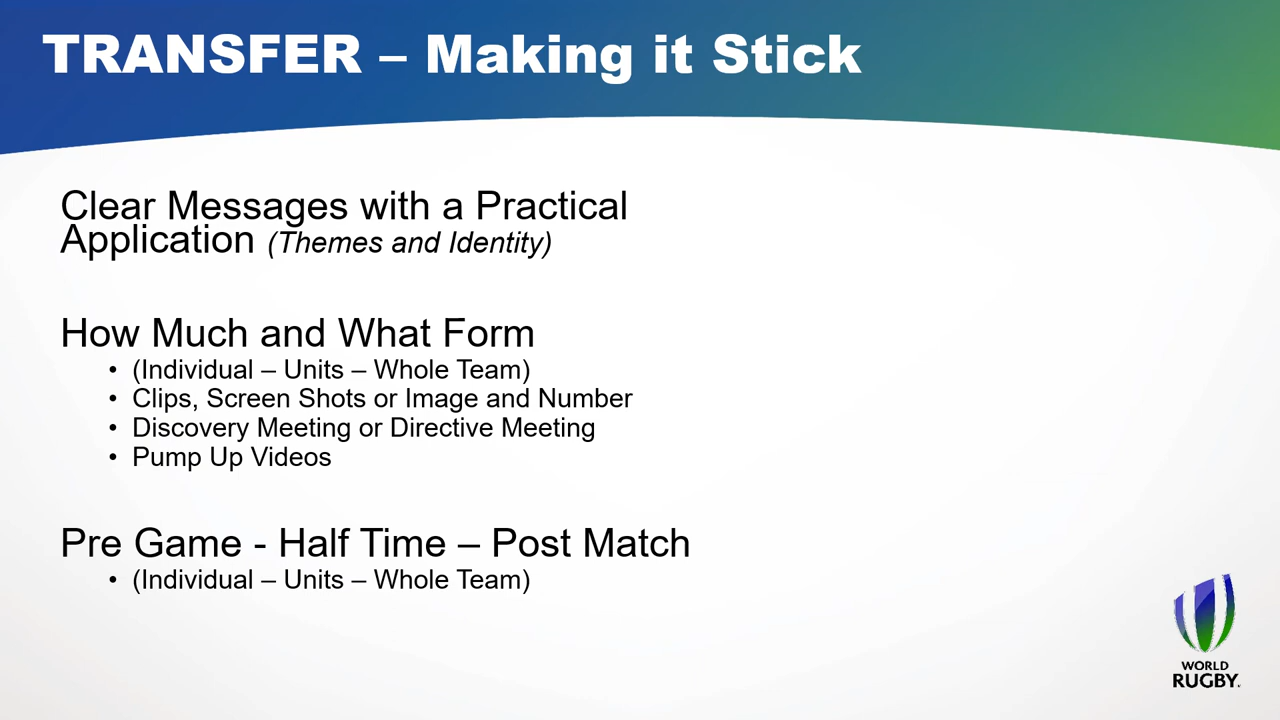 TRANSFER – Making it Stick
Clear Messages with a Practical
Application (Themes and Identity)
How Much and What Form
• (Individual – Units – Whole Team)
• Clips, Screen Shots or Image and Number
• Discovery Meeting or Directive Meeting
• Pump Up Videos
Pre Game - Half Time – Post Match
• (Individual – Units – Whole Team)
WORLD
RUGBY.